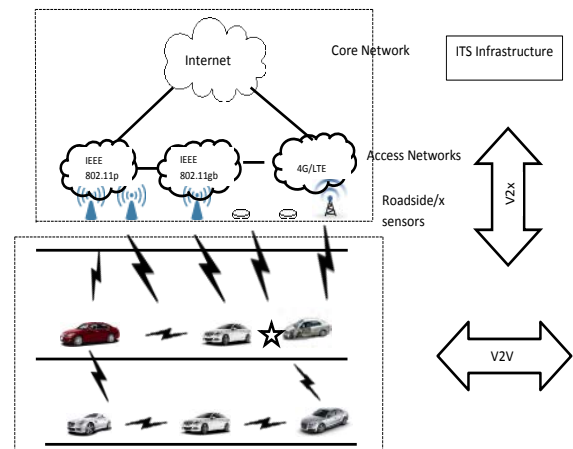 Internet
Core Network
ITS Infrastructure
IEEE
802.11p
IEEE
802.11gb
4G/LTE
Access Networks
Roadside/x
sensors
V2x
V2V